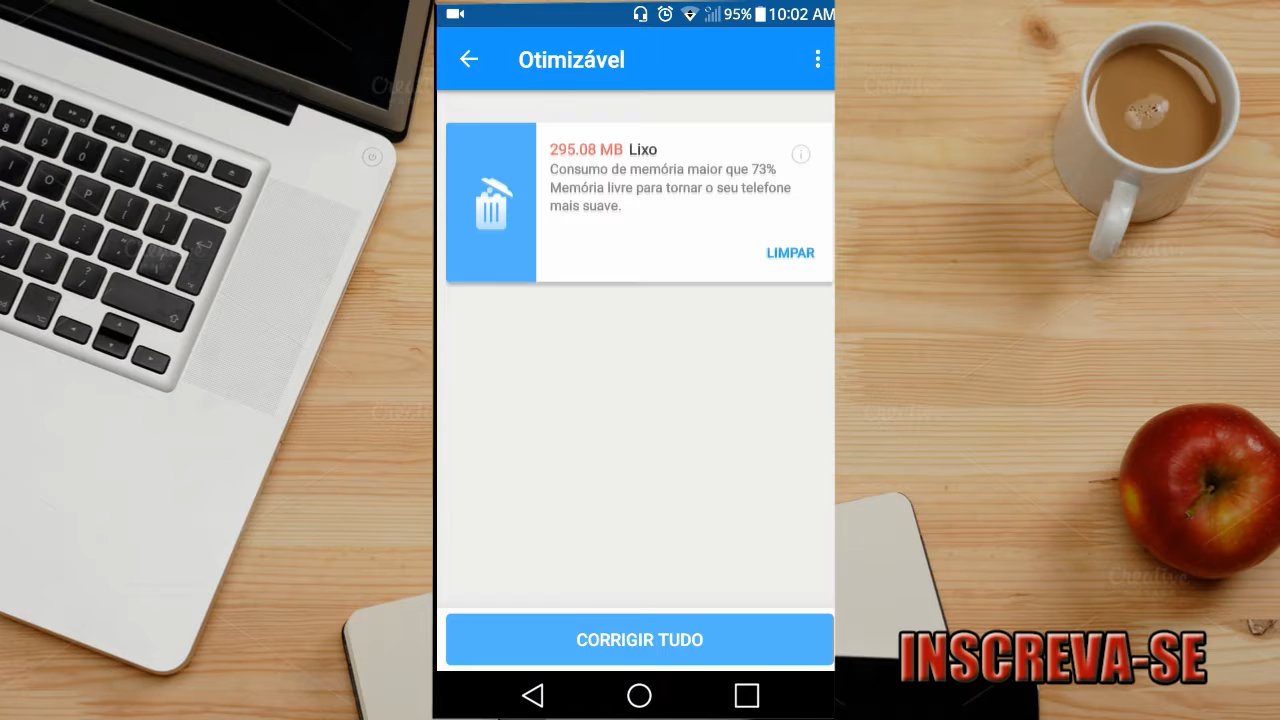 95% 10:02 AM
Otimizável
295.08 MB Lixo
Consumo de memória maior que 73%
Memória livre para tornar o seu telefone
mais suave.
LIMPAR
CORRIGIR TUDO
INSCREVA-SE